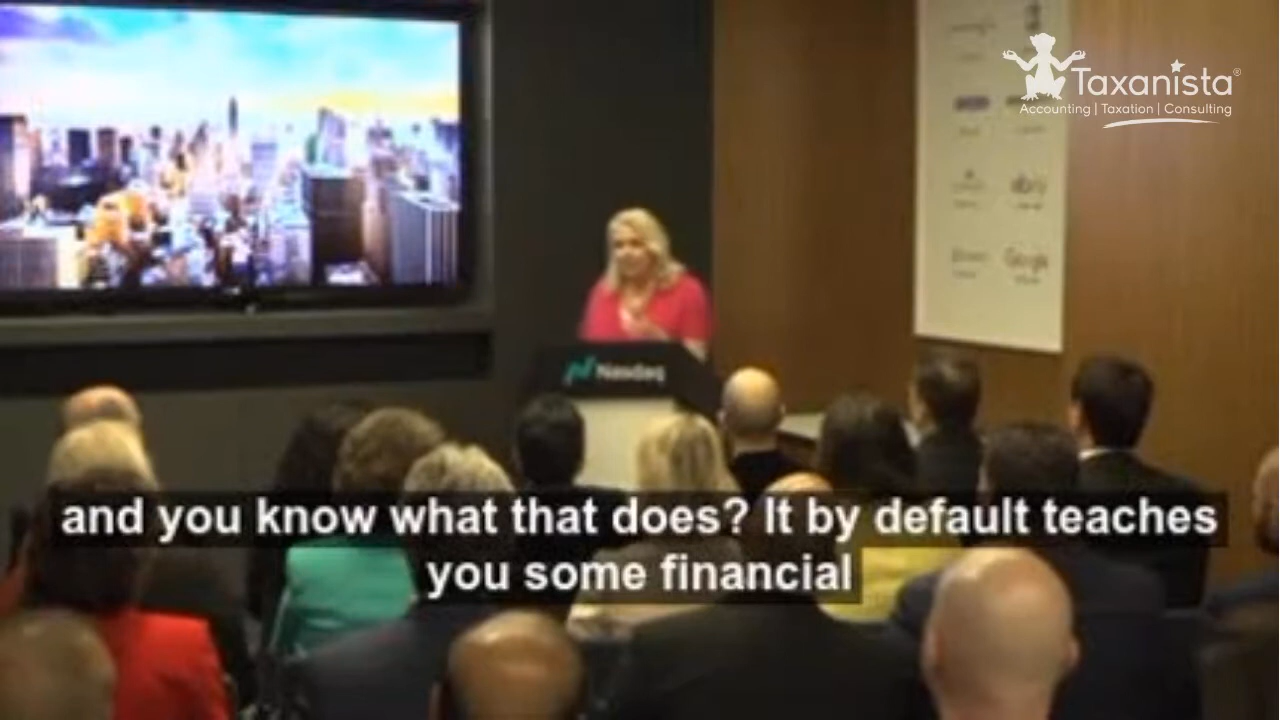 Taxanista®
Accounting | Taxation | Consulting
Nasdaq
Google
and you know what that does? It by default teaches
you some financial